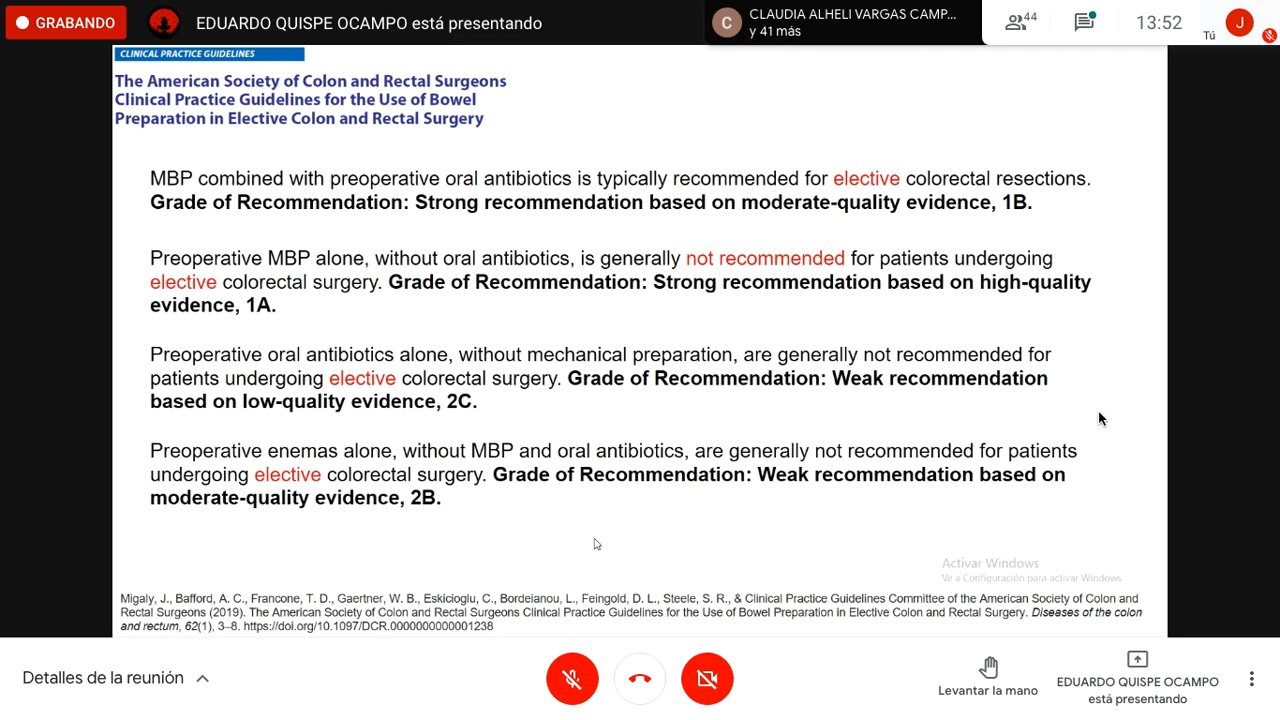 GRABANDO
EDUARDO QUISPE OCAMPO está presentando
C
CLAUDIA ALHELI VARGAS CAMP...
y 41 más
44
13:52
Tú
J
CLINICAL PRACTICE GUIDELINES
The American Society of Colon and Rectal Surgeons
Clinical Practice Guidelines for the Use of Bowel
Preparation in Elective Colon and Rectal Surgery
MBP combined with preoperative oral antibiotics is typically recommended for elective colorectal resections.
Grade of Recommendation: Strong recommendation based on moderate-quality evidence, 1B.
Preoperative MBP alone, without oral antibiotics, is generally not recommended for patients undergoing
elective colorectal surgery. Grade of Recommendation: Strong recommendation based on high-quality
evidence, 1A.
Preoperative oral antibiotics alone, without mechanical preparation, are generally not recommended for
patients undergoing elective colorectal surgery. Grade of Recommendation: Weak recommendation
based on low-quality evidence, 2C.
Preoperative enemas alone, without MBP and oral antibiotics, are generally not recommended for patients
undergoing elective colorectal surgery. Grade of Recommendation: Weak recommendation based on
moderate-quality evidence, 2B.
Activar Windows
Ve a Configuración para activar Windows.
Migaly, J., Bafford, A. C., Francone, T. D., Gaertner, W. B., Eskicioglu, C., Bordeianou, L., Feingold, D. L., Steele, S. R., & Clinical Practice Guidelines Committee of the American Society of Colon and
Rectal Surgeons (2019). The American Society of Colon and Rectal Surgeons Clinical Practice Guidelines for the Use of Bowel Preparation in Elective Colon and Rectal Surgery. Diseases of the colon
and rectum, 62(1), 3–8. https://doi.org/10.1097/DCR.0000000000001238
Detalles de la reunión
Levantar la mano
EDUARDO QUISPE OCAMPO
está presentando